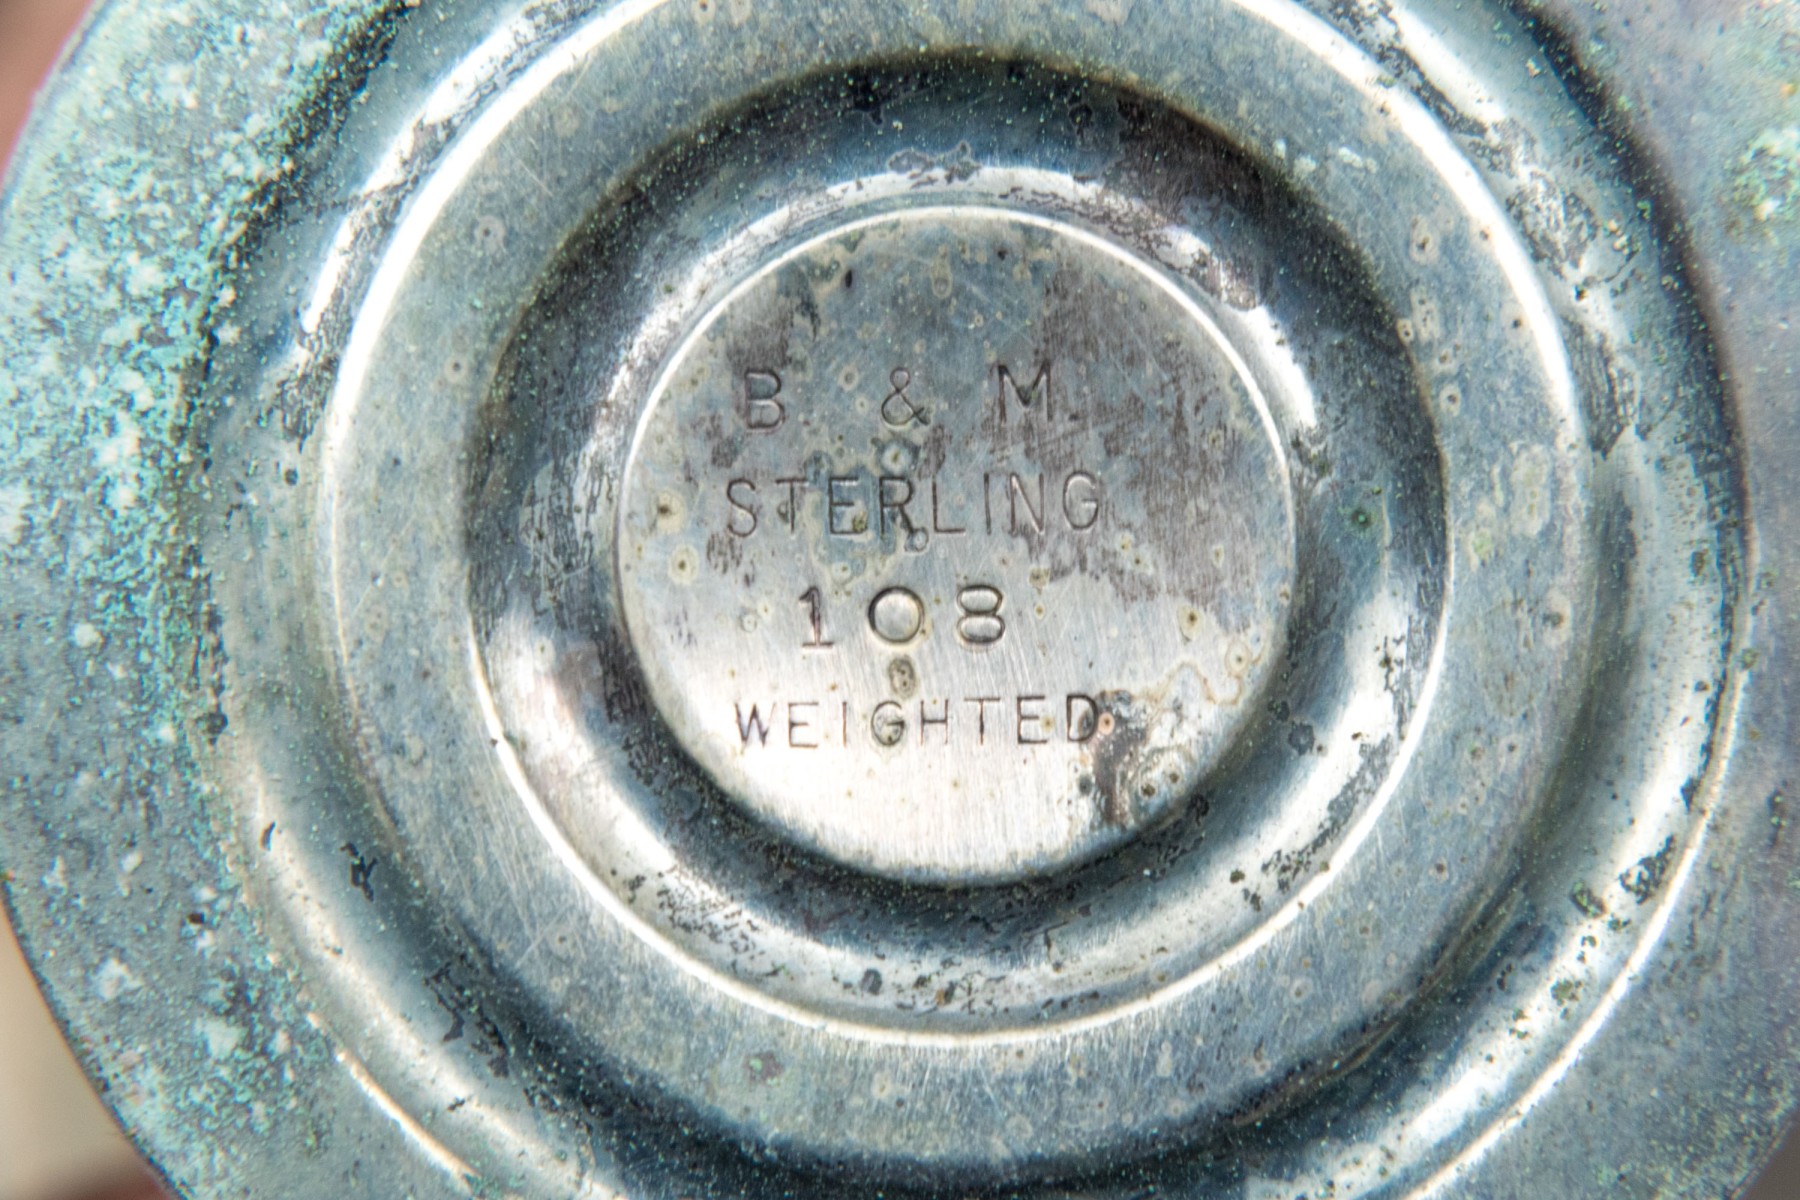 B & M.
STERLING
108
WEIGHTED